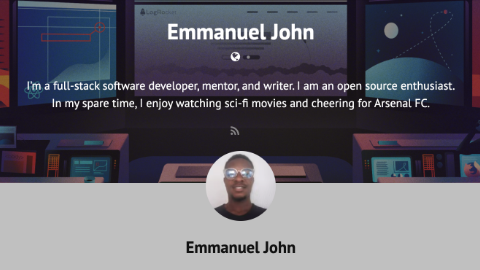 LogRocket
Emmanuel John
I'm a full-stack software developer, mentor, and writer. I am an open source enthusiast.
In my spare time, I enjoy watching sci-fi movies and cheering for Arsenal FC.
Emmanuel John